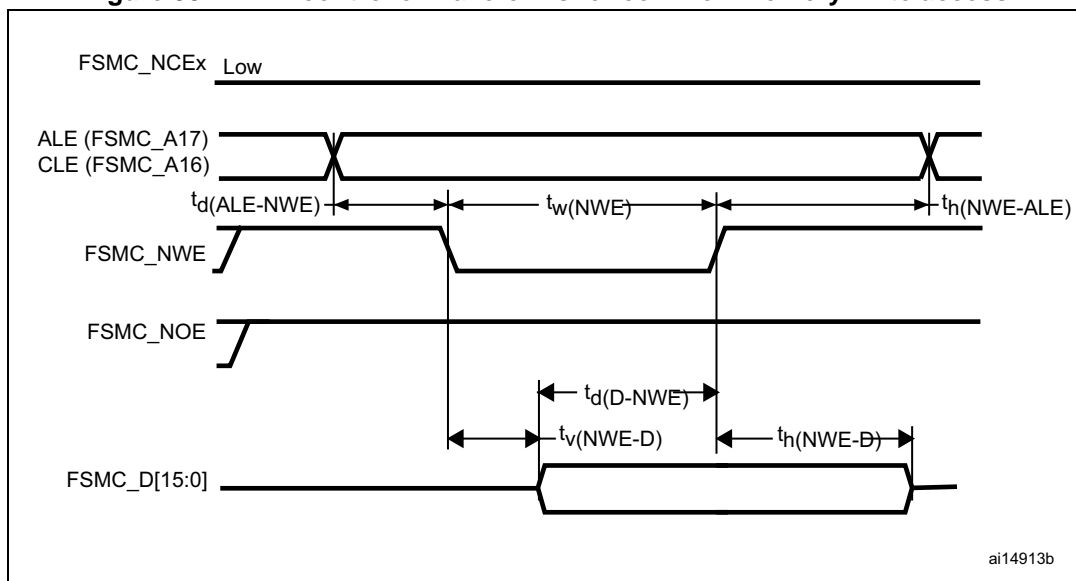 FSMC_NCEx Low
ALE (FSMC_A17)
CLE (FSMC_A16)
td(ALE-NWE) tw(NWE) th(NWE-ALE)
FSMC_NWE
FSMC_NOE
td(D-NWE)
tv(NWE-D) th(NWE-D)
FSMC_D[15:0]
ai14913b